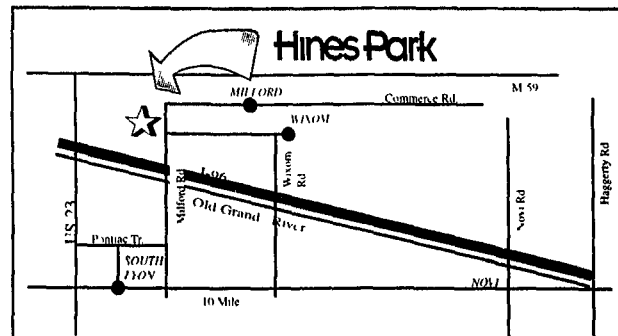 Hines Park
M 59
MILFORD
Commerce Rd.
WIXOM
Haggerty Rd
I-96
Wixom
Rd
Milford Rd
Novi Rd
Old Grand River
US 23
Pontiac Tr.
SOUTH
LYON
NOVI
10 Mile